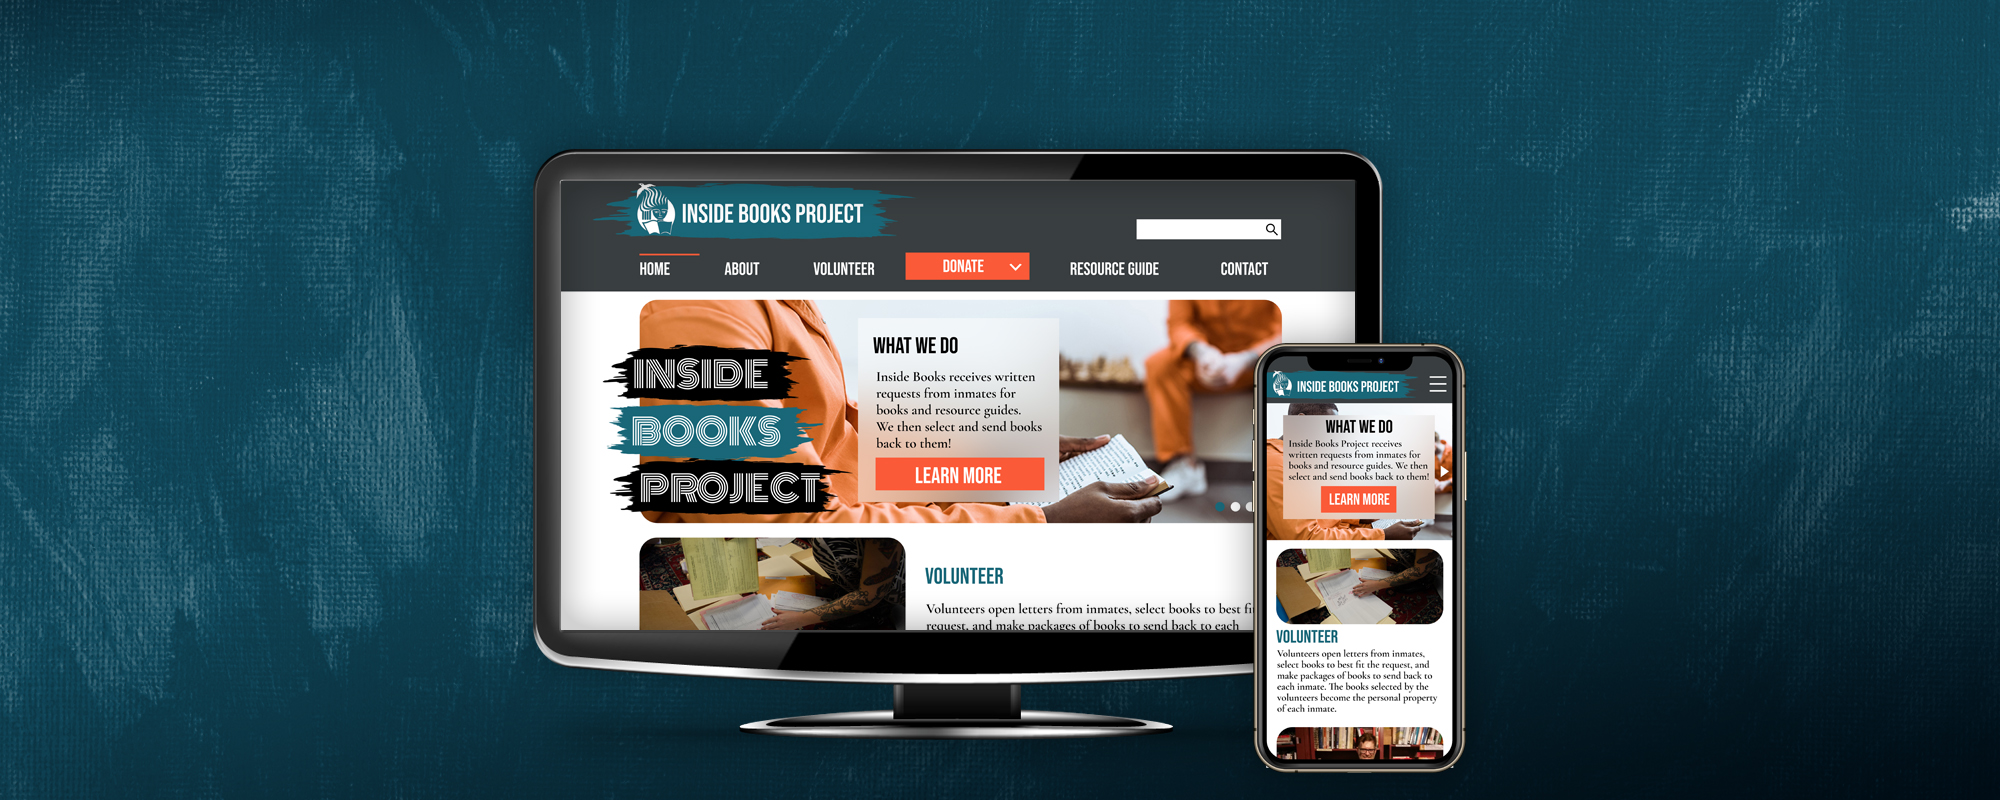 INSIDE BOOKS PROJECT
HOME ABOUT VOLUNTEER DONATE RESOURCE GUIDE CONTACT
INSIDE
BOOKS
PROJECT
WHAT WE DO
Inside Books receives written
requests from inmates for
books and resource guides.
We then select and send books
back to them!
LEARN MORE
VOLUNTEER
Volunteers open letters from inmates, select books to best fit
request, and make packages of books to send back to each
INSIDE BOOKS PROJECT
WHAT WE DO
Inside Books Project receives
written requests from inmates for
books and resource guides. We then
select and send books back to them!
LEARN MORE
VOLUNTEER
Volunteers open letters from inmates,
select books to best fit the request, and
make packages of books to send back to
each inmate. The books selected by the
volunteers become the personal property
of each inmate.